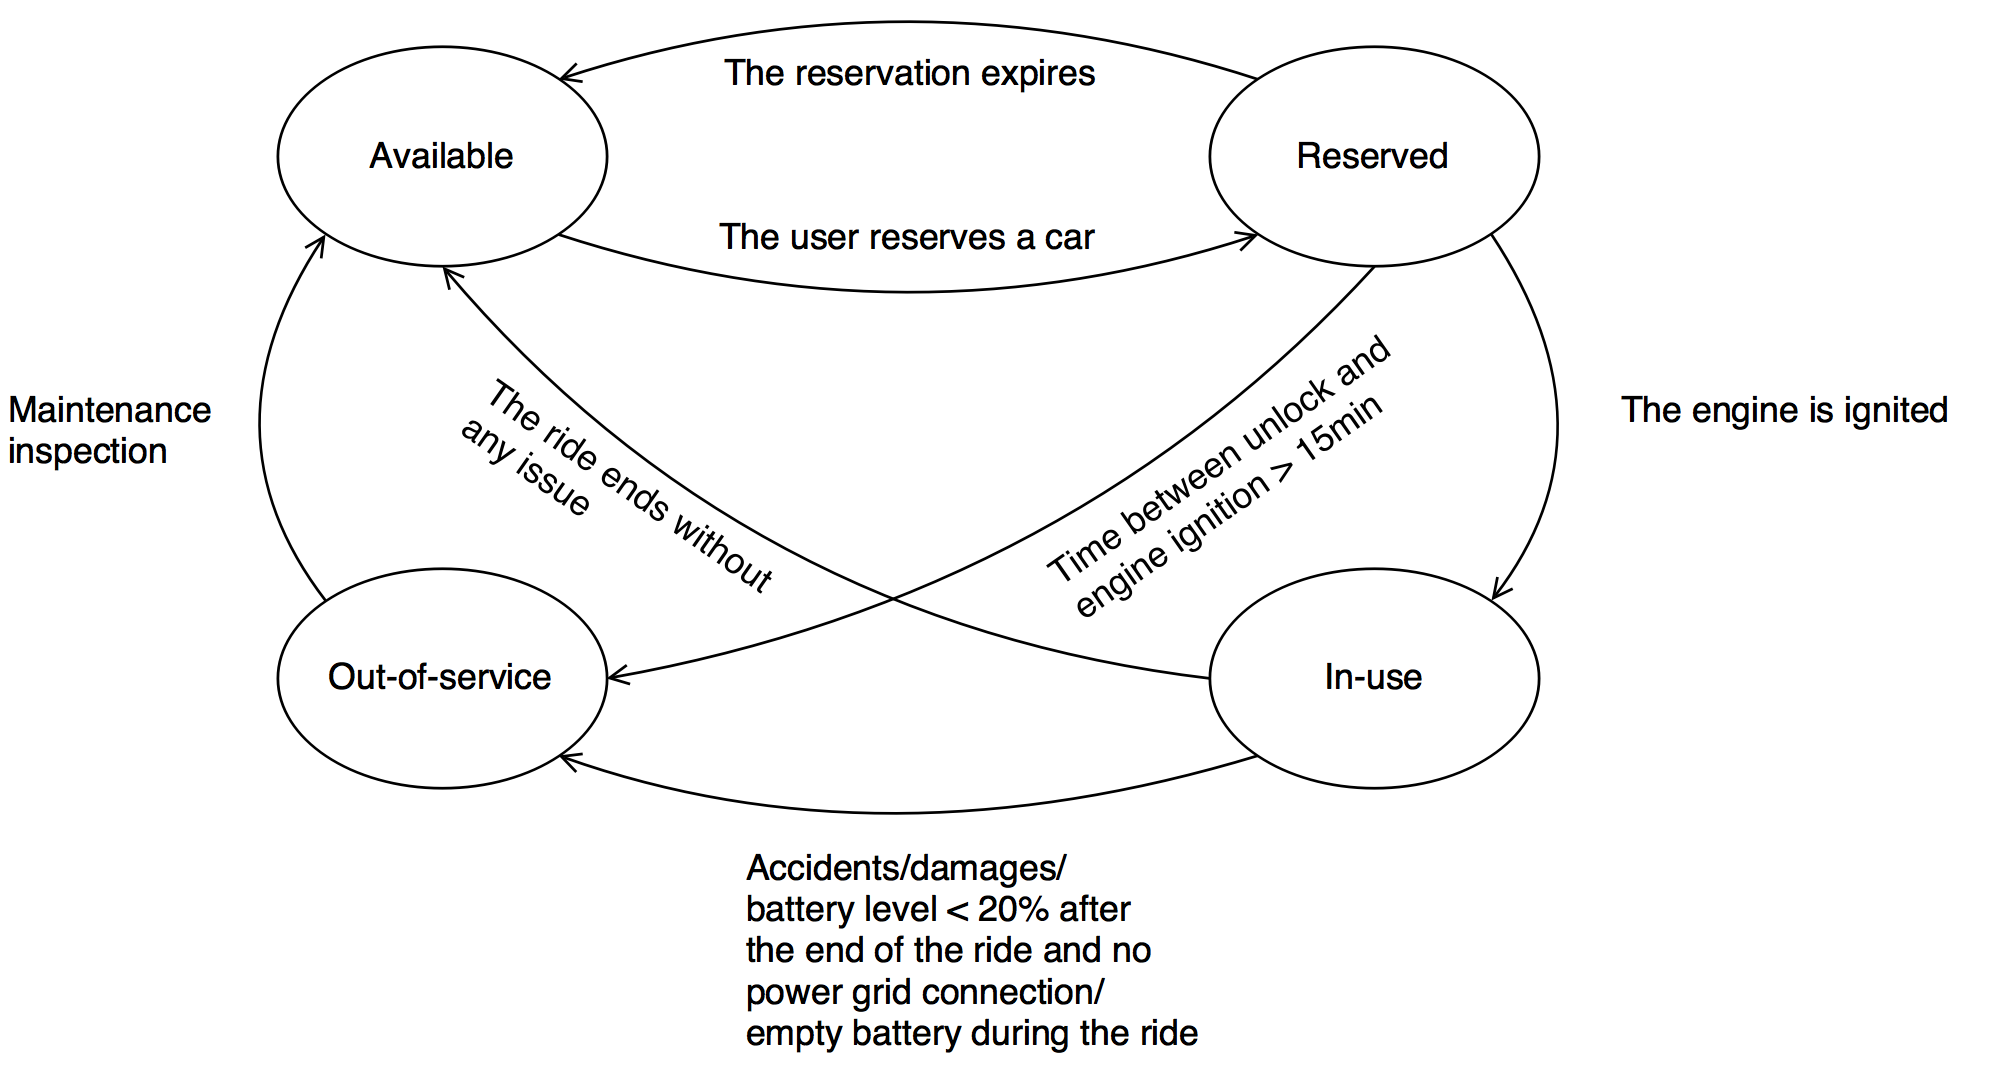 The reservation expires
Available
Reserved
The user reserves a car
Maintenance
inspection
The ride ends without
any issue
Time between unlock and
engine ignition > 15min
The engine is ignited
Out-of-service
In-use
Accidents/damages/
battery level < 20% after
the end of the ride and no
power grid connection/
empty battery during the ride